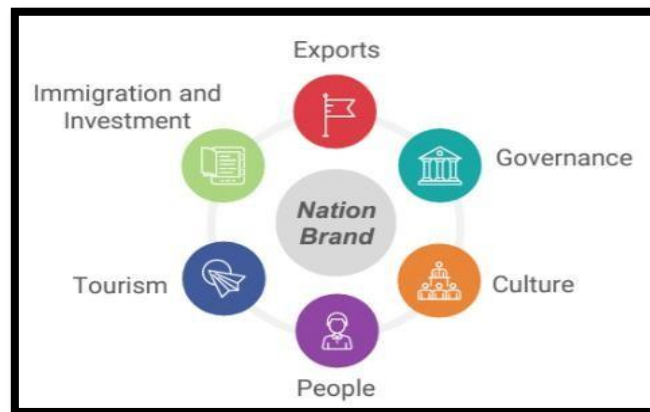 Exports
Immigration and
Investment
Governance
Nation
Brand
Tourism
Culture
People